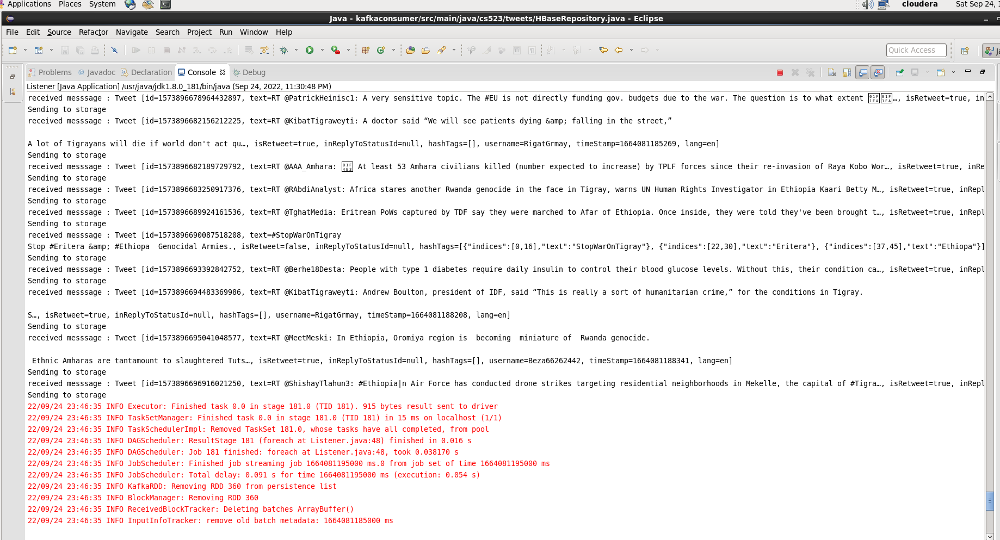 Applications Places System cloudera Sat Sep 24, 1
Java - kafkaconsumer/src/main/java/cs523/tweets/HBaseRepository.java - Eclipse
File Edit Source Refactor Navigate Search Project Run Window Help
Quick Access
Problems @ Javadoc Declaration Console Debug
Listener [Java Application] /usr/java/jdk1.8.0_181/bin/java (Sep 24, 2022, 11:30:48 PM)
received messsage : Tweet [id=1573896678964432897, text=RT @PatrickHeinisc1: A very sensitive topic. The #EU is not directly funding gov. budgets due to the war. The question is to what extent 🇪🇺…, isRetweet=true, in
Sending to storage
received messsage : Tweet [id=1573896682156212225, text=RT @KibatTigraweyti: A doctor said “We will see patients dying &amp; falling in the street,”
A lot of Tigrayans will die if world don't act qu…, isRetweet=true, inReplyToStatusId=null, hashTags=[], username=RigatGrmay, timeStamp=1664081185269, lang=en]
Sending to storage
received messsage : Tweet [id=1573896682189729792, text=RT @AAA_Amhara: 📣 At least 53 Amhara civilians killed (number expected to increase) by TPLF forces since their re-invasion of Raya Kobo Wor…, isRetweet=true, inRe
Sending to storage
received messsage : Tweet [id=1573896683250917376, text=RT @RAbdiAnalyst: Africa stares another Rwanda genocide in the face in Tigray, warns UN Human Rights Investigator in Ethiopia Kaari Betty M…, isRetweet=true, inRepl
Sending to storage
received messsage : Tweet [id=1573896689924161536, text=RT @TghatMedia: Eritrean PoWs captured by TDF say they were marched to Afar of Ethiopia. Once inside, they were told they've been brought t…, isRetweet=true, inRepl
Sending to storage
received messsage : Tweet [id=1573896690087518208, text=#StopWarOnTigray
Stop #Eritera &amp; #Ethiopa  Genocidal Armies., isRetweet=false, inReplyToStatusId=null, hashTags=[{"indices":[0,16],"text":"StopWarOnTigray"}, {"indices":[22,30],"text":"Eritera"}, {"indices":[37,45],"text":"Ethiopa"}]
Sending to storage
received messsage : Tweet [id=1573896693392842752, text=RT @Berhe18Desta: People with type 1 diabetes require daily insulin to control their blood glucose levels. Without this, their condition ca…, isRetweet=true, inRepl
Sending to storage
received messsage : Tweet [id=1573896694483369986, text=RT @KibatTigraweyti: Andrew Boulton, president of IDF, said “This is really a sort of humanitarian crime,” for the conditions in Tigray.
S…, isRetweet=true, inReplyToStatusId=null, hashTags=[], username=RigatGrmay, timeStamp=1664081188208, lang=en]
Sending to storage
received messsage : Tweet [id=1573896695041048577, text=RT @MeetMeski: In Ethiopia, Oromiya region is  becoming  miniature of  Rwanda genocide.
Ethnic Amharas are tantamount to slaughtered Tuts…, isRetweet=true, inReplyToStatusId=null, hashTags=[], username=Beza66262442, timeStamp=1664081188341, lang=en]
Sending to storage
received messsage : Tweet [id=1573896696916021250, text=RT @ShishayTlahun3: #Ethiopia|n Air Force has conducted drone strikes targeting residential neighborhoods in Mekelle, the capital of #Tigra…, isRetweet=true, inRepl
Sending to storage
22/09/24 23:46:35 INFO Executor: Finished task 0.0 in stage 181.0 (TID 181). 915 bytes result sent to driver
22/09/24 23:46:35 INFO TaskSetManager: Finished task 0.0 in stage 181.0 (TID 181) in 15 ms on localhost (1/1)
22/09/24 23:46:35 INFO TaskSchedulerImpl: Removed TaskSet 181.0, whose tasks have all completed, from pool
22/09/24 23:46:35 INFO DAGScheduler: ResultStage 181 (foreach at Listener.java:48) finished in 0.016 s
22/09/24 23:46:35 INFO DAGScheduler: Job 181 finished: foreach at Listener.java:48, took 0.038170 s
22/09/24 23:46:35 INFO JobScheduler: Finished job streaming job 1664081195000 ms.0 from job set of time 1664081195000 ms
22/09/24 23:46:35 INFO JobScheduler: Total delay: 0.091 s for time 1664081195000 ms (execution: 0.054 s)
22/09/24 23:46:35 INFO KafkaRDD: Removing RDD 360 from persistence list
22/09/24 23:46:35 INFO BlockManager: Removing RDD 360
22/09/24 23:46:35 INFO ReceivedBlockTracker: Deleting batches ArrayBuffer()
22/09/24 23:46:35 INFO InputInfoTracker: remove old batch metadata: 1664081185000 ms